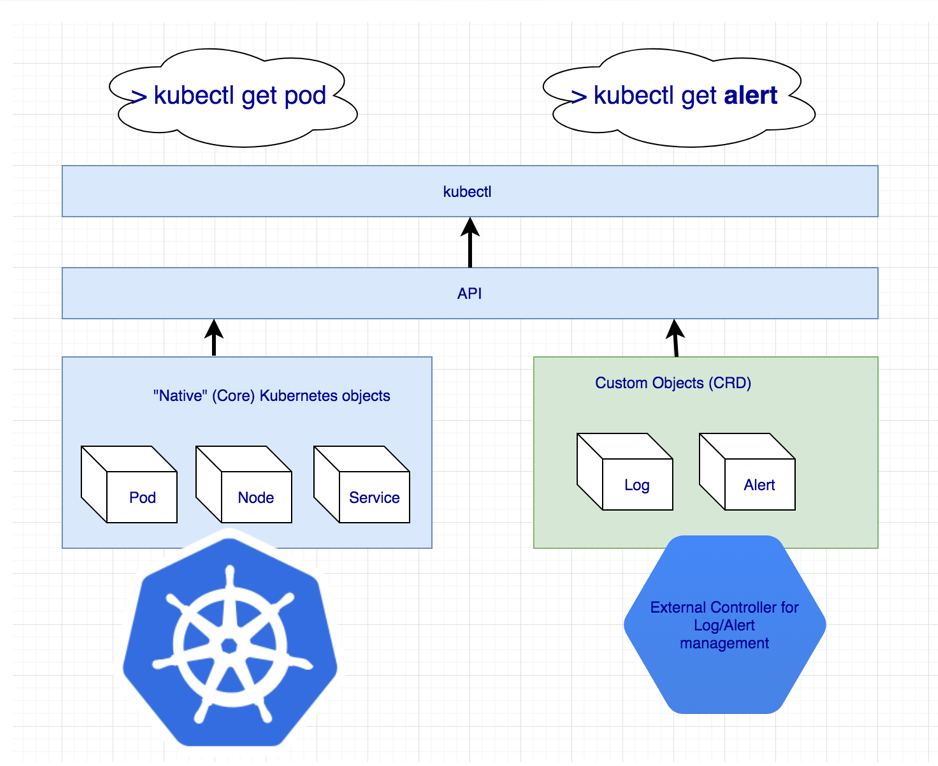 > kubectl get pod
> kubectl get alert
kubectl
API
"Native" (Core) Kubernetes objects
Pod
Node
Service
Custom Objects (CRD)
Log
Alert
External Controller for
Log/Alert
management